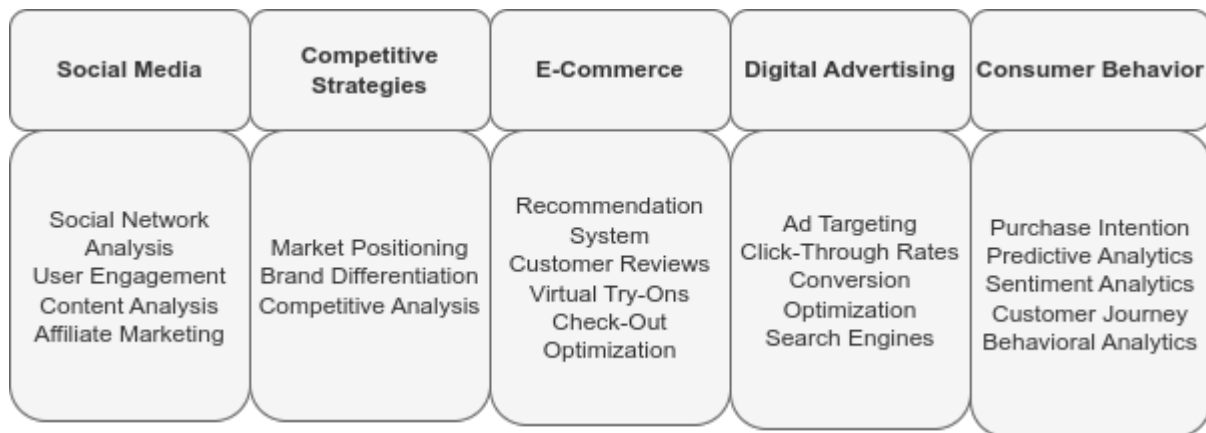 Social Media
Competitive
Strategies
E-Commerce
Digital Advertising
Consumer Behavior
Social Network
Analysis
User Engagement
Content Analysis
Affiliate Marketing
Market Positioning
Brand Differentiation
Competitive Analysis
Recommendation
System
Customer Reviews
Virtual Try-Ons
Check-Out
Optimization
Ad Targeting
Click-Through Rates
Conversion
Optimization
Search Engines
Purchase Intention
Predictive Analytics
Sentiment Analytics
Customer Journey
Behavioral Analytics